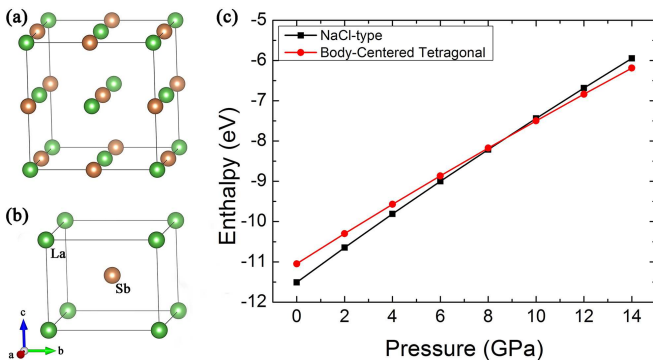 (a)
(b)
La
Sb
c
b
a
(c)
NaCl-type
Body-Centered Tetragonal
Enthalpy (eV)
-5
-6
-7
-8
-9
-10
-11
-12
0 2 4 6 8 10 12 14
Pressure (GPa)